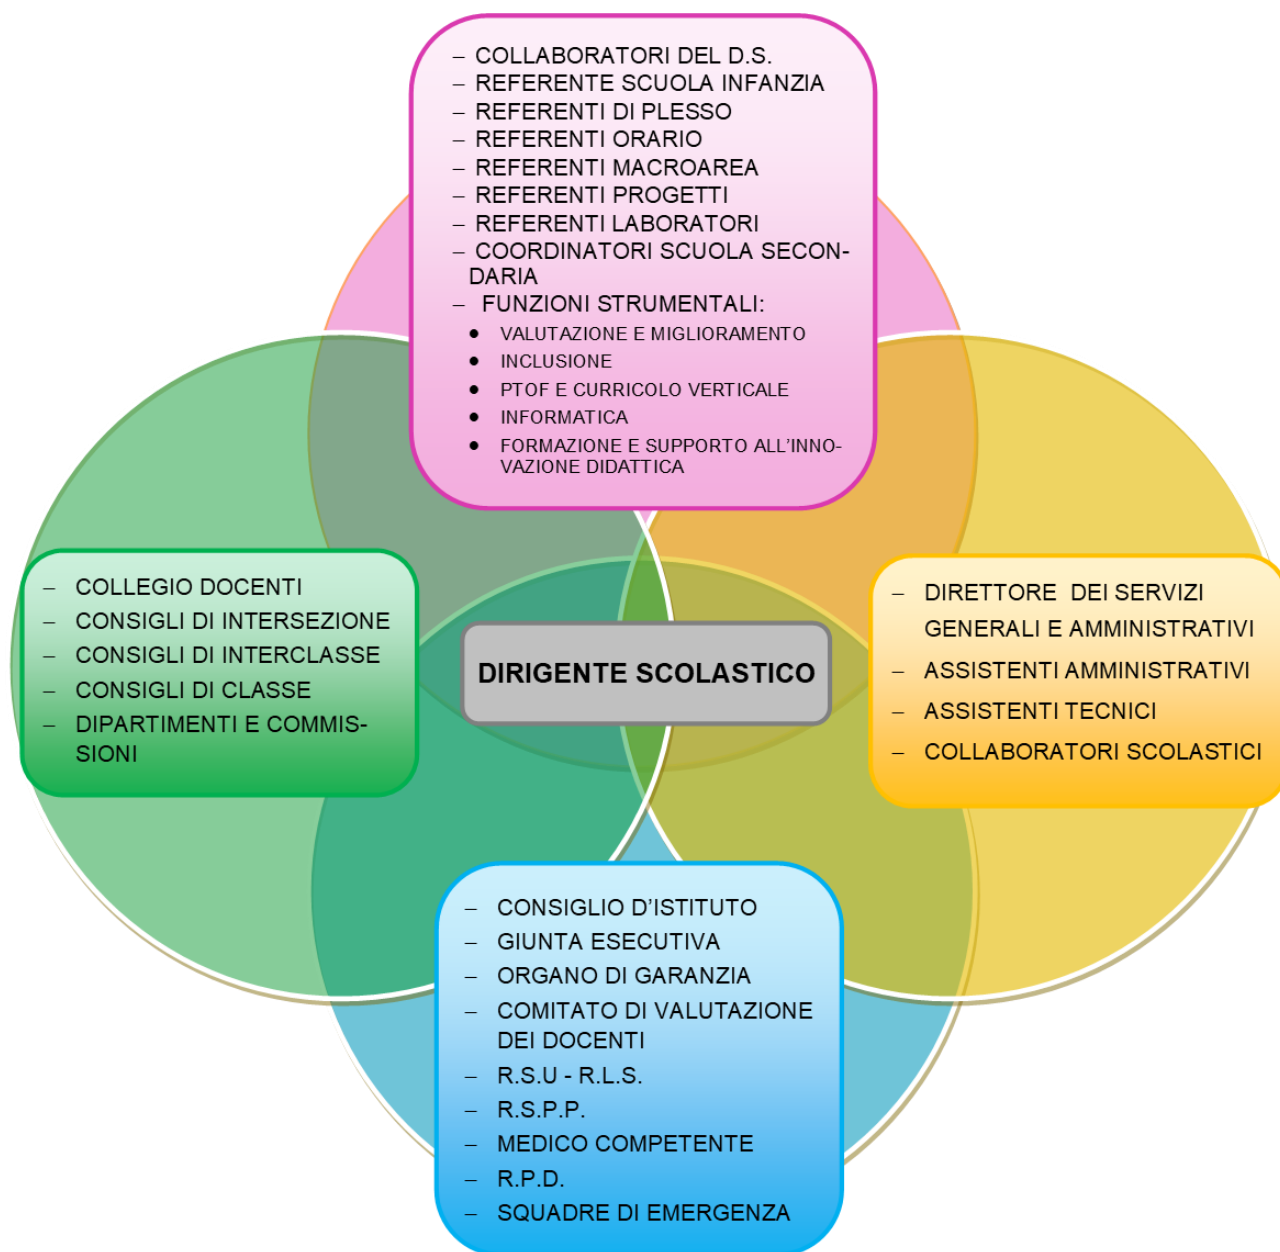 – COLLABORATORI DEL D.S.
– REFERENTE SCUOLA INFANZIA
– REFERENTI DI PLESSO
– REFERENTI ORARIO
– REFERENTI MACROAREA
– REFERENTI PROGETTI
– REFERENTI LABORATORI
– COORDINATORI SCUOLA SECON-
DARIA
– FUNZIONI STRUMENTALI:
• VALUTAZIONE E MIGLIORAMENTO
• INCLUSIONE
• PTOF E CURRICOLO VERTICALE
• INFORMATICA
• FORMAZIONE E SUPPORTO ALL’INNO-
VAZIONE DIDATTICA
– COLLEGIO DOCENTI
– CONSIGLI DI INTERSEZIONE
– CONSIGLI DI INTERCLASSE
– CONSIGLI DI CLASSE
– DIPARTIMENTI E COMMIS-
SIONI
DIRIGENTE SCOLASTICO
– DIRETTORE DEI SERVIZI
GENERALI E AMMINISTRATIVI
– ASSISTENTI AMMINISTRATIVI
– ASSISTENTI TECNICI
– COLLABORATORI SCOLASTICI
– CONSIGLIO D’ISTITUTO
– GIUNTA ESECUTIVA
– ORGANO DI GARANZIA
– COMITATO DI VALUTAZIONE
DEI DOCENTI
– R.S.U - R.L.S.
– R.S.P.P.
– MEDICO COMPETENTE
– R.P.D.
– SQUADRE DI EMERGENZA